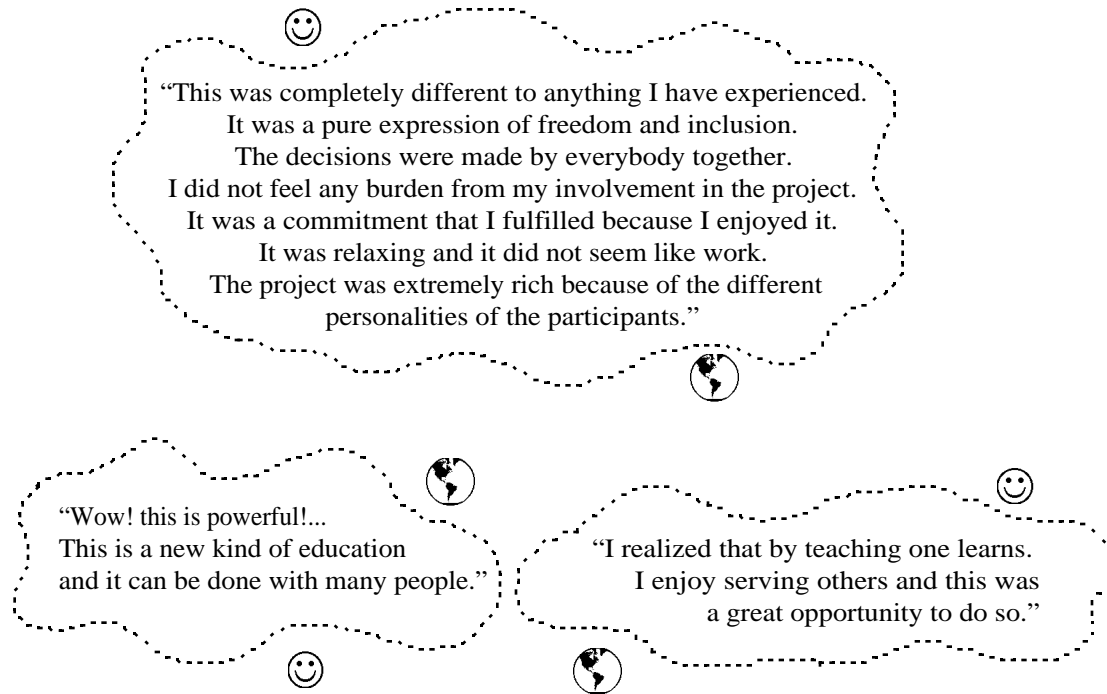 “This was completely different to anything I have experienced.
It was a pure expression of freedom and inclusion.
The decisions were made by everybody together.
I did not feel any burden from my involvement in the project.
It was a commitment that I fulfilled because I enjoyed it.
It was relaxing and it did not seem like work.
The project was extremely rich because of the different
personalities of the participants.”
“Wow! this is powerful!...
This is a new kind of education
and it can be done with many people.”
“I realized that by teaching one learns.
I enjoy serving others and this was
a great opportunity to do so.”